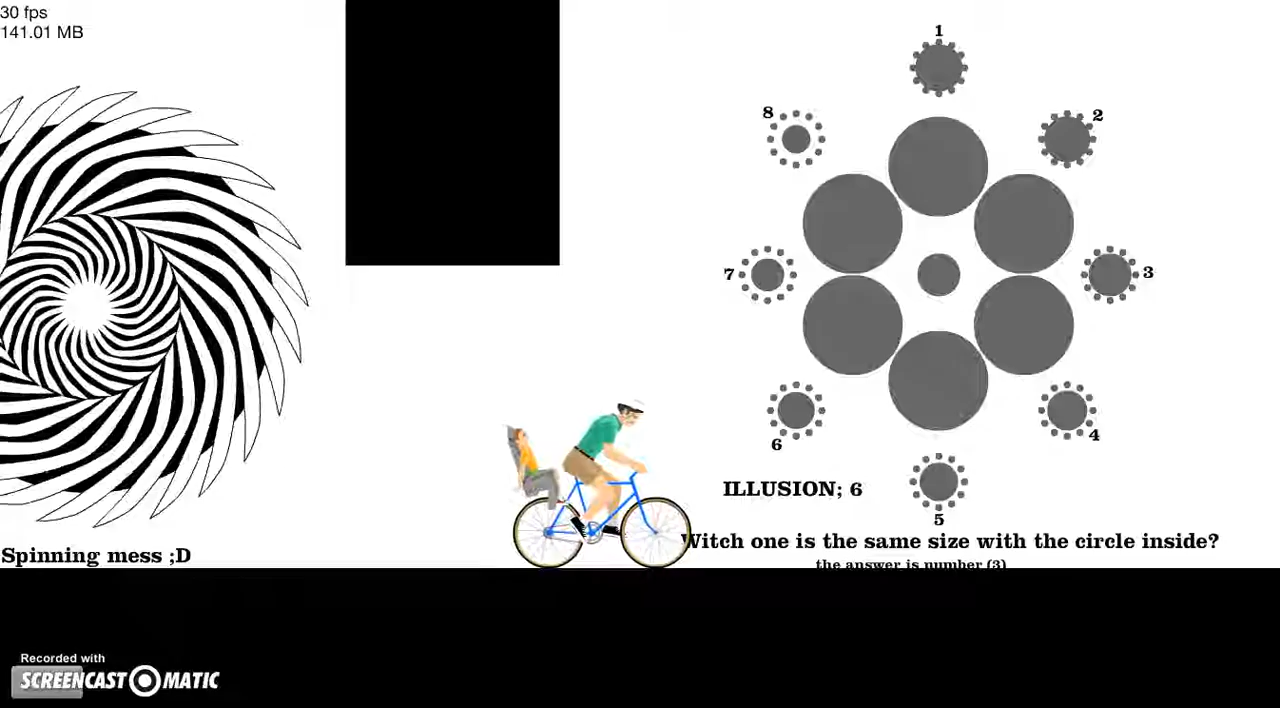 30 fps
141.01 MB
1
8
2
7
3
6
4
5
ILLUSION; 6
Witch one is the same size with the circle inside?
the answer is number (3)
Spinning mess ;D
Recorded with
SCREENCAST MATIC